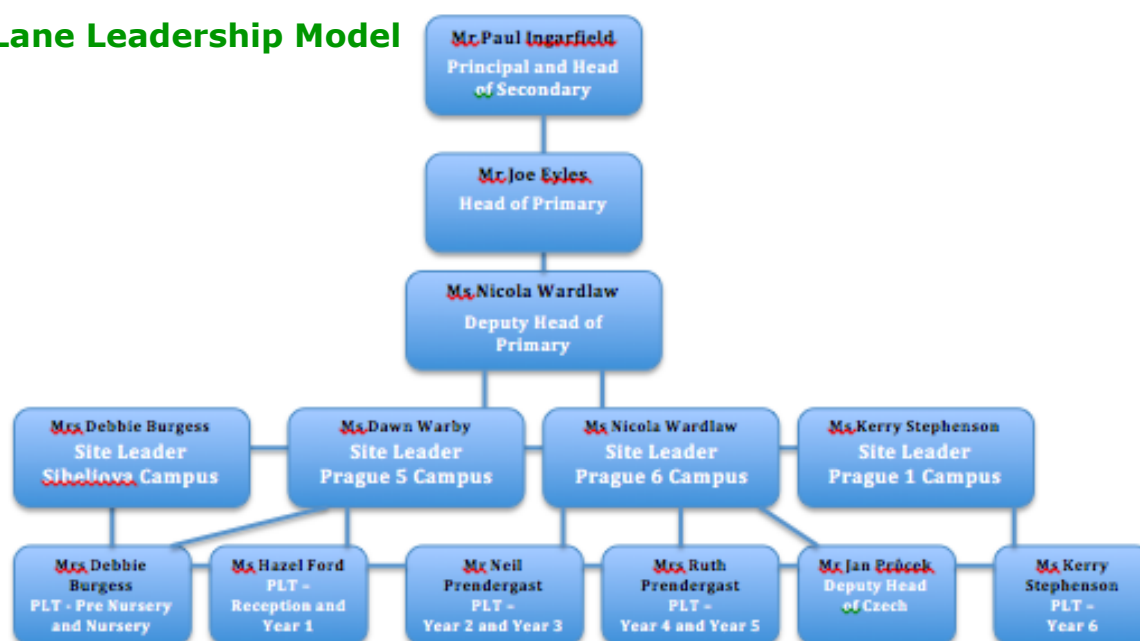 Lane Leadership Model
Mr Paul Ingarfield
Principal and Head
of Secondary
Mr Joe Eyles
Head of Primary
Ms Nicola Wardlaw
Deputy Head of
Primary
Mrs Debbie Burgess
Site Leader
Sibeliova Campus
Ms Dawn Warby
Site Leader
Prague 5 Campus
Ms Nicola Wardlaw
Site Leader
Prague 6 Campus
Ms Kerry Stephenson
Site Leader
Prague 1 Campus
Mrs Debbie
Burgess
PLT - Pre Nursery
and Nursery
Ms Hazel Ford
PLT –
Reception and
Year 1
Mr Neil
Prendergast
PLT –
Year 2 and Year 3
Mrs Ruth
Prendergast
PLT –
Year 4 and Year 5
Mr Jan Průcek
Deputy Head
of Czech
Ms Kerry
Stephenson
PLT –
Year 6